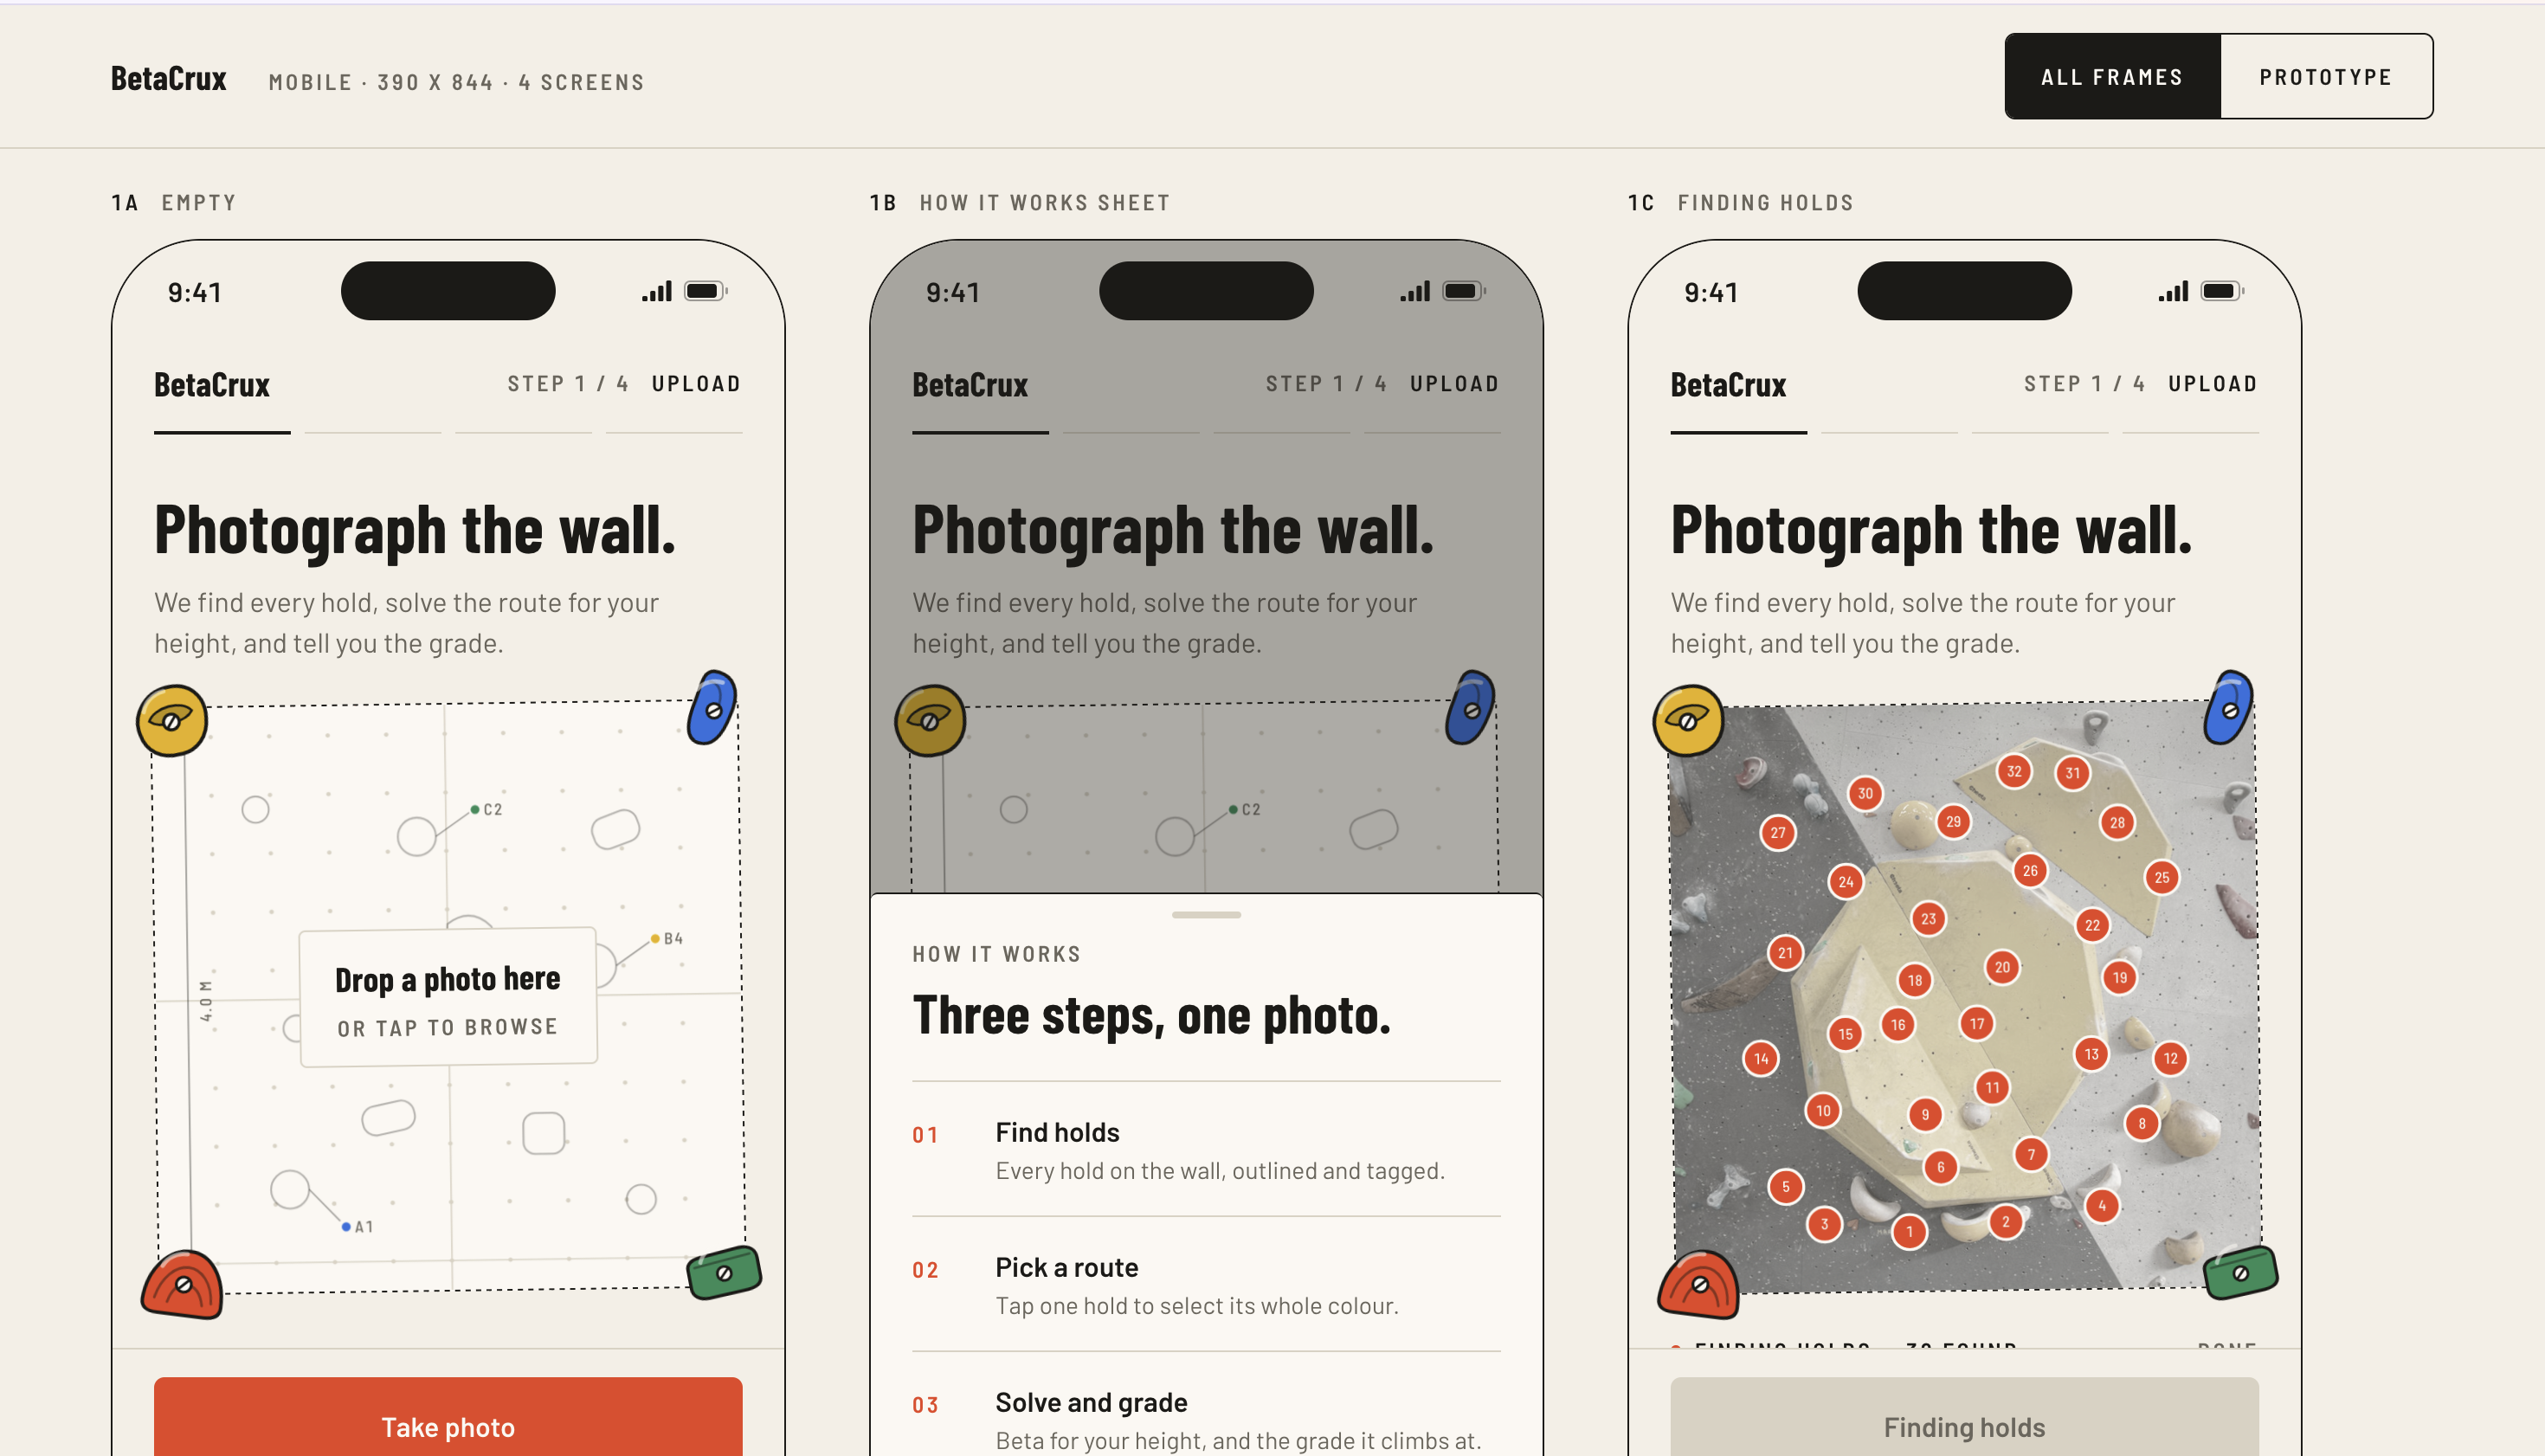 BetaCrux MOBILE · 390 X 844 · 4 SCREENS
ALL FRAMES PROTOTYPE
1A EMPTY
9:41
BetaCrux STEP 1 / 4 UPLOAD
Photograph the wall.
We find every hold, solve the route for your
height, and tell you the grade.
C2
B4
4.0 M
Drop a photo here
OR TAP TO BROWSE
A1
Take photo
1B HOW IT WORKS SHEET
9:41
BetaCrux STEP 1 / 4 UPLOAD
Photograph the wall.
We find every hold, solve the route for your
height, and tell you the grade.
C2
HOW IT WORKS
Three steps, one photo.
01 Find holds
Every hold on the wall, outlined and tagged.
02 Pick a route
Tap one hold to select its whole colour.
03 Solve and grade
Beta for your height, and the grade it climbs at.
1C FINDING HOLDS
9:41
BetaCrux STEP 1 / 4 UPLOAD
Photograph the wall.
We find every hold, solve the route for your
height, and tell you the grade.
32 31
30
29 28
27
26
24 25
23
22
21
20
19
18
17
16
15
14 13 12
11
10 9
8
7
6
5
4
3 1 2
FINDING HOLDS 32 FOUND DONE
Finding holds